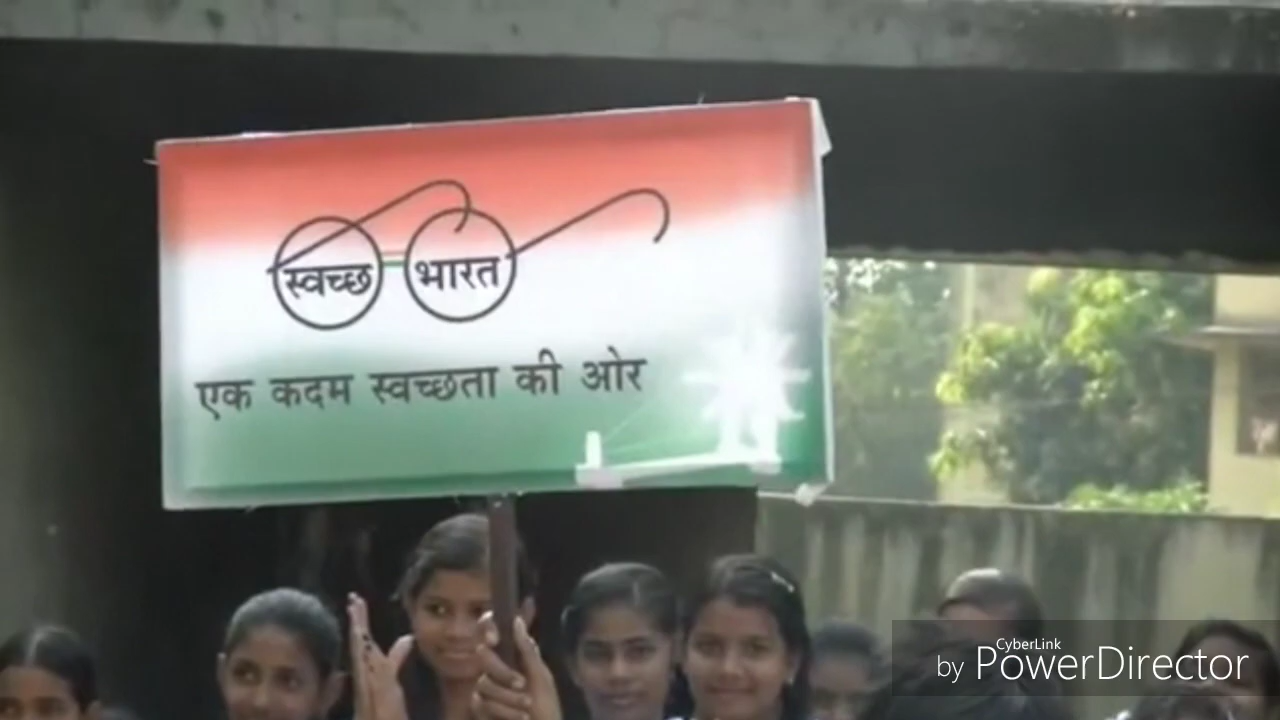 स्वच्छ भारत
एक कदम स्वच्छता की ओर
CyberLink
by PowerDirector